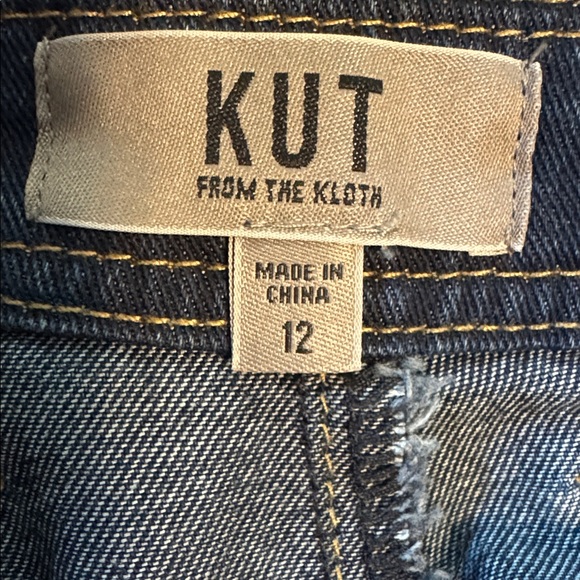 KUT
FROM THE KLOTH
MADE IN
CHINA
12